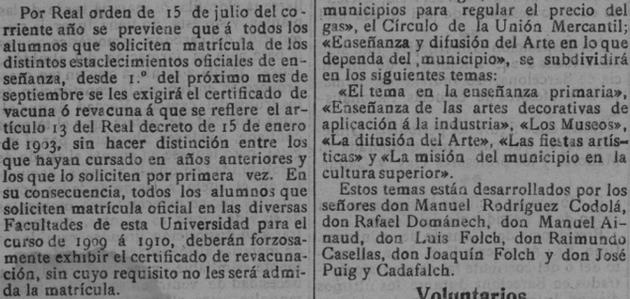 Por Real orden de 15 de julio del co-
rriente año se previene que á todos los
alumnos que soliciten matrícula de los
distintos estaclecimientos oficiales de en-
señanza, desde 1.º del próximo mes de
septiembre se les exigirá el certificado de
vacuna ó revacuna á que se reflere el ar-
tículo 13 del Real decreto de 15 de enero
de 1903, sin hacer distinción entre los
que hayan cursado en años anteriores y
los que lo soliciten por primera vez. En
su consecuencia, todos los alumnos que
soliciten matrícula oficial en las diversas
Facultades de esta Universidad para el
curso de 1909 á 1910, deberán forzosa-
mente exhibir el certificado de revacuna-
ción, sin cuyo requisito no les será admi-
da la matrícula.
municipios para regular el precio del
gas», el Círculo de la Unión Mercantil;
«Enseñanza y difusión del Arte en lo que
dependa del municipio», se subdividirá
en los siguientes temas:
«El tema en la enseñanza primaria»,
«Enseñanza de las artes decorativas de
aplicación á la industria», «Los Museos»,
«La difusión del Arte», «Las fiestas artís-
ticas» y «La misión del municipio en la
cultura superior».
Estos temas están desarrollados por los
señores don Manuel Rodríguez Codolá,
don Rafael Dománech, don Manuel Ai-
naud, don Luis Folch, don Raimundo
Casellas, don Joaquín Folch y don José
Puig y Cadafalch.
Voluntarios